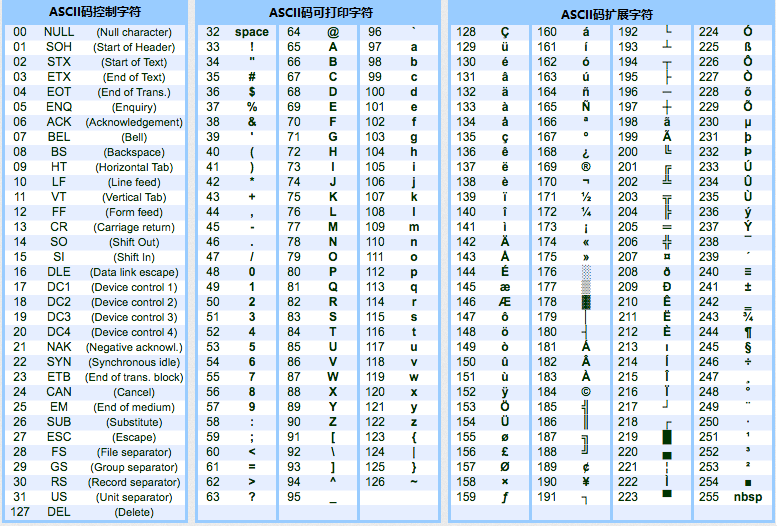 ASCII码控制字符 ASCII码可打印字符 ASCII码扩展字符
00 NULL (Null character) 32 space 64 @ 96 ` 128 Ç 160 á 192 └ 224 Ó
01 SOH (Start of Header) 33 ! 65 A 97 a 129 ü 161 í 193 ┴ 225 ß
02 STX (Start of Text) 34 " 66 B 98 b 130 é 162 ó 194 ┬ 226 Ô
03 ETX (End of Text) 35 # 67 C 99 c 131 â 163 ú 195 ├ 227 Ò
04 EOT (End of Trans.) 36 $ 68 D 100 d 132 ä 164 ñ 196 ─ 228 õ
05 ENQ (Enquiry) 37 % 69 E 101 e 133 à 165 Ñ 197 ┼ 229 Õ
06 ACK (Acknowledgement) 38 & 70 F 102 f 134 å 166 ª 198 ã 230 µ
07 BEL (Bell) 39 ' 71 G 103 g 135 ç 167 º 199 Ã 231 þ
08 BS (Backspace) 40 ( 72 H 104 h 136 ê 168 ¿ 200 ╚ 232 Þ
09 HT (Horizontal Tab) 41 ) 73 I 105 i 137 ë 169 ® 201 ╔ 233 Ú
10 LF (Line feed) 42 * 74 J 106 j 138 è 170 ¬ 202 ╩ 234 Û
11 VT (Vertical Tab) 43 + 75 K 107 k 139 ï 171 ½ 203 ╦ 235 Ù
12 FF (Form feed) 44 , 76 L 108 l 140 î 172 ¼ 204 ╠ 236 ý
13 CR (Carriage return) 45 - 77 M 109 m 141 ì 173 ¡ 205 ═ 237 Ý
14 SO (Shift Out) 46 . 78 N 110 n 142 Ä 174 « 206 ╬ 238 ¯
15 SI (Shift In) 47 / 79 O 111 o 143 Å 175 » 207 ¤ 239 ´
16 DLE (Data link escape) 48 0 80 P 112 p 144 É 176 ░ 208 ð 240 ≡
17 DC1 (Device control 1) 49 1 81 Q 113 q 145 æ 177 ▒ 209 Ð 241 ±
18 DC2 (Device control 2) 50 2 82 R 114 r 146 Æ 178 ▓ 210 Ê 242 ‗
19 DC3 (Device control 3) 51 3 83 S 115 s 147 ô 179 │ 211 Ë 243 ¾
20 DC4 (Device control 4) 52 4 84 T 116 t 148 ö 180 ┤ 212 È 244 ¶
21 NAK (Negative acknowl.) 53 5 85 U 117 u 149 ò 181 Á 213 ı 245 §
22 SYN (Synchronous idle) 54 6 86 V 118 v 150 û 182 Â 214 Í 246 ÷
23 ETB (End of trans. block) 55 7 87 W 119 w 151 ù 183 À 215 Î 247 ¸
24 CAN (Cancel) 56 8 88 X 120 x 152 ÿ 184 © 216 Ï 248 °
25 EM (End of medium) 57 9 89 Y 121 y 153 Ö 185 ╣ 217 ┘ 249 ¨
26 SUB (Substitute) 58 : 90 Z 122 z 154 Ü 186 ║ 218 ┌ 250 ·
27 ESC (Escape) 59 ; 91 [ 123 { 155 ø 187 ╗ 219 █ 251 ¹
28 FS (File separator) 60 < 92 \ 124 | 156 £ 188 ╝ 220 ▄ 252 ³
29 GS (Group separator) 61 = 93 ] 125 } 157 Ø 189 ¢ 221 ¦ 253 ²
30 RS (Record separator) 62 > 94 ^ 126 ~ 158 × 190 ¥ 222 Ì 254 ■
31 US (Unit separator) 63 ? 95 _ 159 ƒ 191 ┐ 223 ▀ 255 nbsp
127 DEL (Delete)